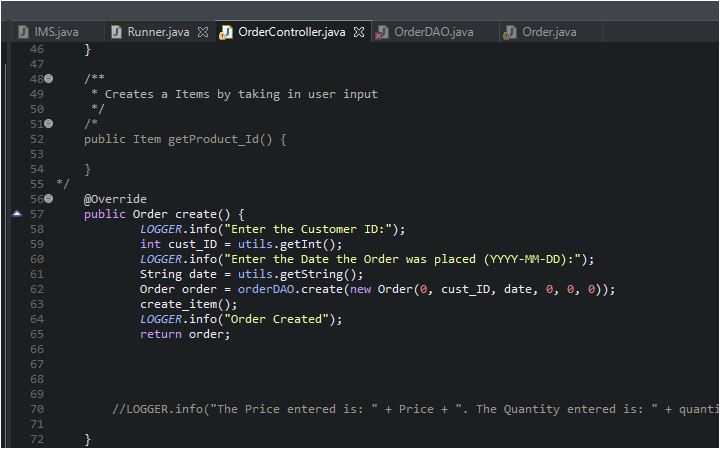 IMS.java Runner.java OrderController.java OrderDAO.java Order.java
46 }
47
48 /**
49 * Creates a Items by taking in user input
50 */
51 /*
52 public Item getProduct_Id() {
53
54 }
55 */
56 @Override
57 public Order create() {
58 LOGGER.info("Enter the Customer ID:");
59 int cust_ID = utils.getInt();
60 LOGGER.info("Enter the Date the Order was placed (YYYY-MM-DD):");
61 String date = utils.getString();
62 Order order = orderDAO.create(new Order(0, cust_ID, date, 0, 0, 0));
63 create_item();
64 LOGGER.info("Order Created");
65 return order;
66
67
68
69
70 //LOGGER.info("The Price entered is: " + Price + ". The Quantity entered is: " + quanti
71
72 }